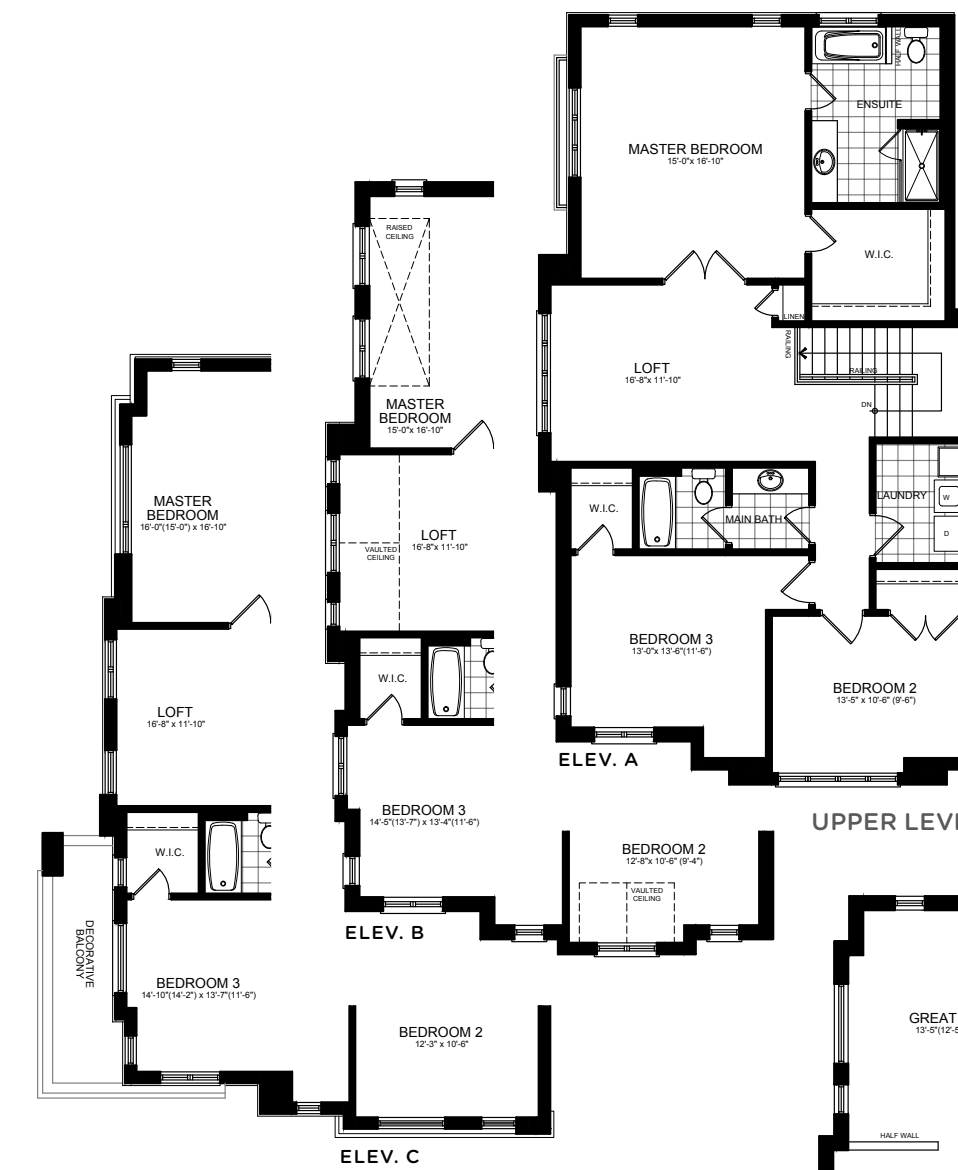 HALF WALL
ENSUITE
MASTER BEDROOM
15'-0"x 16'-10"
W.I.C.
LINEN
RAILING
RAILING
LOFT
16'-8"x 11'-10"
DN
LAUNDRY
W
D
W.I.C.
MAIN BATH
BEDROOM 3
13'-0"x 13'-6"(11'-6")
BEDROOM 2
13'-5" x 10'-6" (9'-6")
ELEV. A
UPPER LEV
RAISED
CEILING
MASTER
BEDROOM
15'-0"x 16'-10"
LOFT
16'-8"x 11'-10"
VAULTED
CEILING
W.I.C.
BEDROOM 3
14'-5"(13'-7") x 13'-4"(11'-6")
BEDROOM 2
12'-8"x 10'-6" (9'-4")
VAULTED
CEILING
ELEV. B
MASTER
BEDROOM
16'-0"(15'-0") x 16'-10"
LOFT
16'-8" x 11'-10"
W.I.C.
DECORATIVE
BALCONY
BEDROOM 3
14'-10"(14'-2") x 13'-7"(11'-6")
BEDROOM 2
12'-3" x 10'-6"
ELEV. C
GREAT
13'-5"(12'-5
HALF WALL